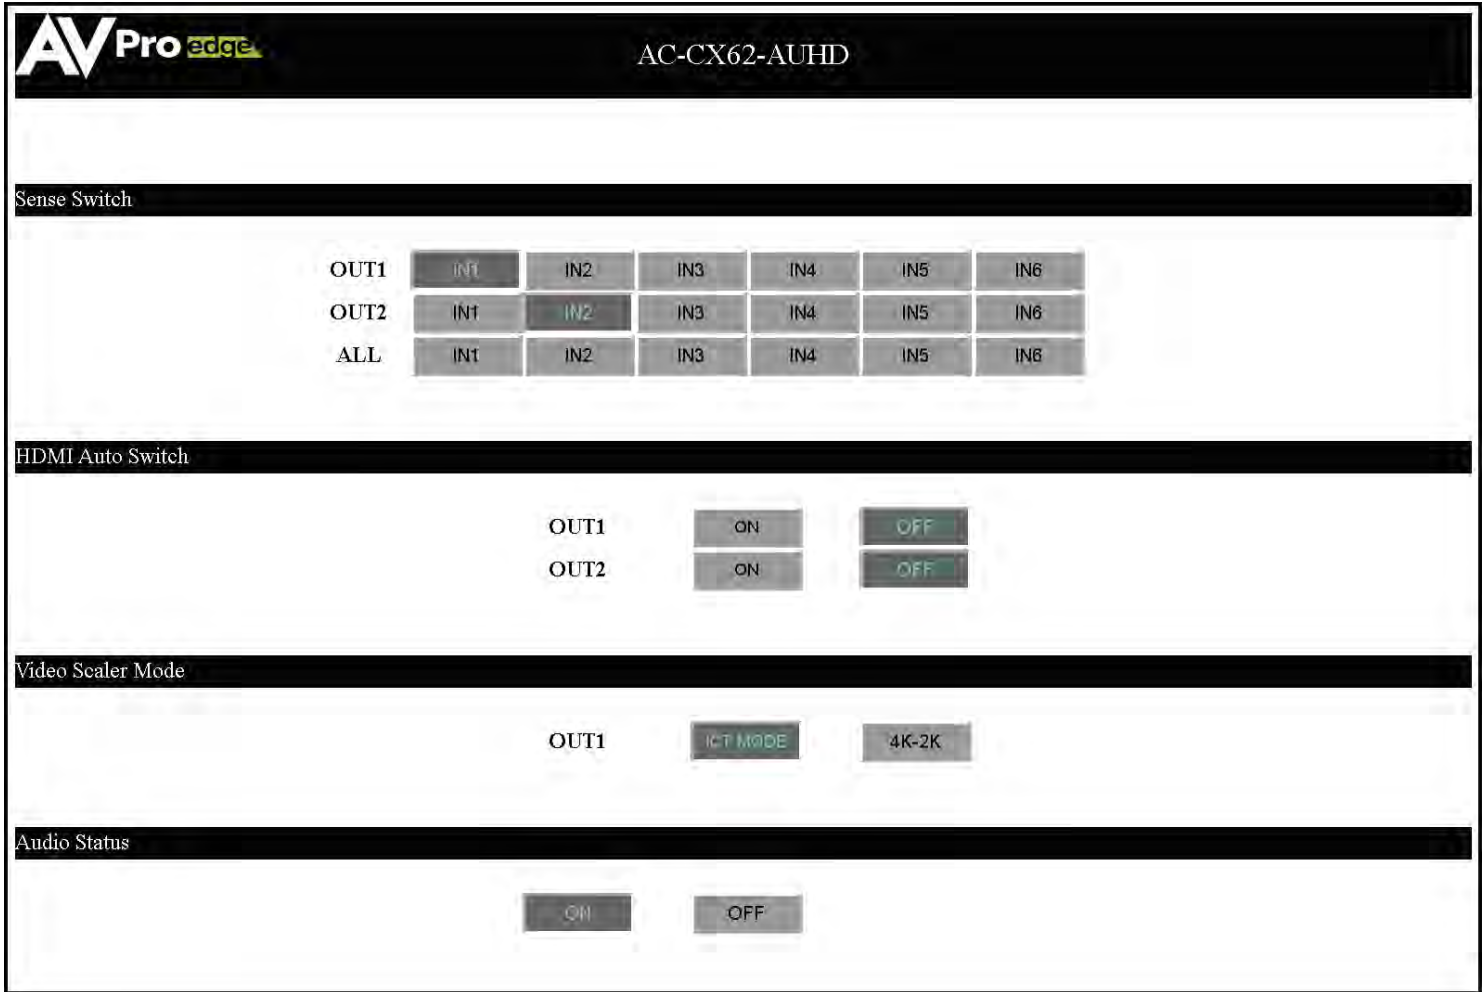 AVPro edge
AC-CX62-AUHD
Sense Switch
OUT1 IN1 IN2 IN3 IN4 IN5 IN6
OUT2 IN1 IN2 IN3 IN4 IN5 IN6
ALL IN1 IN2 IN3 IN4 IN5 IN6
HDMI Auto Switch
OUT1 ON OFF
OUT2 ON OFF
Video Scaler Mode
OUT1 ICT MODE 4K-2K
Audio Status
ON OFF